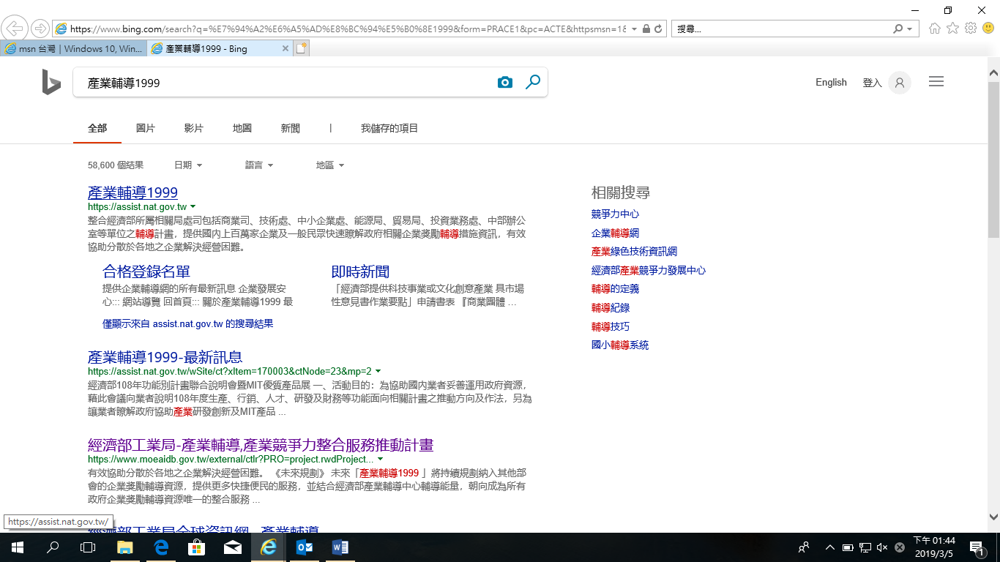 https://www.bing.com/search?q=%E7%94%A2%E6%A5%AD%E8%BC%94%E5%B0%8E1999&form=PRACE1&pc=ACTE&httpsmsn=1&
搜尋...
msn 台灣 | Windows 10, Win...
產業輔導1999 - Bing
產業輔導1999
English
登入
全部
圖片
影片
地圖
新聞
|
我儲存的項目
58,600 個結果
日期
語言
地區
產業輔導1999
https://assist.nat.gov.tw
整合經濟部所屬相關局處司包括商業司、技術處、中小企業處、能源局、貿易局、投資業務處、中部辦公
室等單位之輔導計畫，提供國內上百萬家企業及一般民眾快速瞭解政府相關企業獎勵輔導措施資訊，有效
協助分散於各地之企業解決經營困難。
合格登錄名單
提供企業輔導網的所有最新訊息 企業發展安
心::: 網站導覽 回首頁::: 關於產業輔導1999 最
即時新聞
「經濟部提供科技事業或文化創意產業 具市場
性意見書作業要點」申請書表 『商業團體 ...
僅顯示來自 assist.nat.gov.tw 的搜尋結果
產業輔導1999-最新訊息
https://assist.nat.gov.tw/wSite/ct?xItem=170003&ctNode=23&mp=2
經濟部108年功能別計畫聯合說明會暨MIT優質產品展 一、活動目的：為協助國內業者妥善運用政府資源，
藉此會議向業者說明108年度生產、行銷、人才、研發及財務等功能面向相關計畫之推動方向及作法，另為
讓業者瞭解政府協助產業研發創新及MIT產品 ...
經濟部工業局-產業輔導,產業競爭力整合服務推動計畫
https://www.moeaidb.gov.tw/external/ctlr?PRO=project.rwdProject...
有效協助分散於各地之企業解決經營困難。 《未來規劃》 未來「產業輔導1999 」將持續規劃納入其他部
會的企業獎勵輔導資源，提供更多快捷便民的服務，並結合經濟部產業輔導中心輔導能量，朝向成為所有
政府企業獎勵輔導資源唯一的整合服務 ...
經濟部工業局全球資訊網 - 產業輔導
相關搜尋
競爭力中心
企業輔導網
產業綠色技術資訊網
經濟部產業競爭力發展中心
輔導的定義
輔導紀錄
輔導技巧
國小輔導系統
https://assist.nat.gov.tw/
下午 01:44
2019/3/5
1